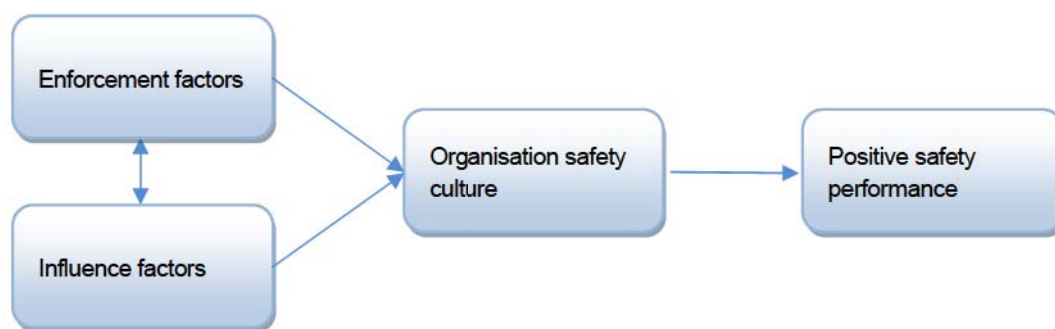 Enforcement factors
Influence factors
Organisation safety
culture
Positive safety
performance